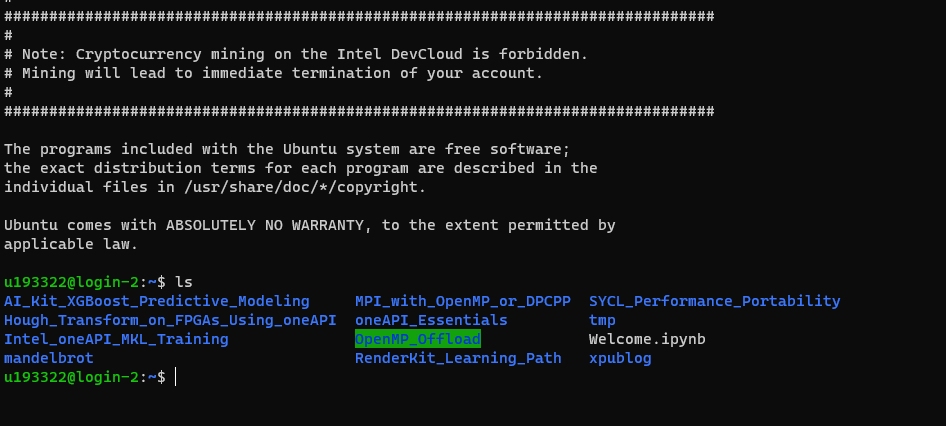 #
###############################################################################
#
# Note: Cryptocurrency mining on the Intel DevCloud is forbidden.
# Mining will lead to immediate termination of your account.
#
###############################################################################
The programs included with the Ubuntu system are free software;
the exact distribution terms for each program are described in the
individual files in /usr/share/doc/*/copyright.
Ubuntu comes with ABSOLUTELY NO WARRANTY, to the extent permitted by
applicable law.
u193322@login-2:~$ ls
AI_Kit_XGBoost_Predictive_Modeling     MPI_with_OpenMP_or_DPCPP  SYCL_Performance_Portability
Hough_Transform_on_FPGAs_Using_oneAPI  oneAPI_Essentials         tmp
Intel_oneAPI_MKL_Training              OpenMP_Offload            Welcome.ipynb
mandelbrot                             RenderKit_Learning_Path   xpublog
u193322@login-2:~$